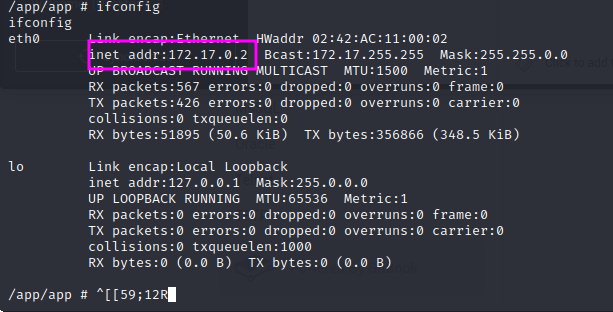 /app/app # ifconfig
ifconfig
eth0      Link encap:Ethernet  HWaddr 02:42:AC:11:00:02
          inet addr:172.17.0.2  Bcast:172.17.255.255  Mask:255.255.0.0
          UP BROADCAST RUNNING MULTICAST  MTU:1500  Metric:1
          RX packets:567 errors:0 dropped:0 overruns:0 frame:0
          TX packets:426 errors:0 dropped:0 overruns:0 carrier:0
          collisions:0 txqueuelen:0
          RX bytes:51895 (50.6 KiB)  TX bytes:356866 (348.5 KiB)
lo        Link encap:Local Loopback
          inet addr:127.0.0.1  Mask:255.0.0.0
          UP LOOPBACK RUNNING  MTU:65536  Metric:1
          RX packets:0 errors:0 dropped:0 overruns:0 frame:0
          TX packets:0 errors:0 dropped:0 overruns:0 carrier:0
          collisions:0 txqueuelen:1000
          RX bytes:0 (0.0 B)  TX bytes:0 (0.0 B)
/app/app # ^[[59;12R